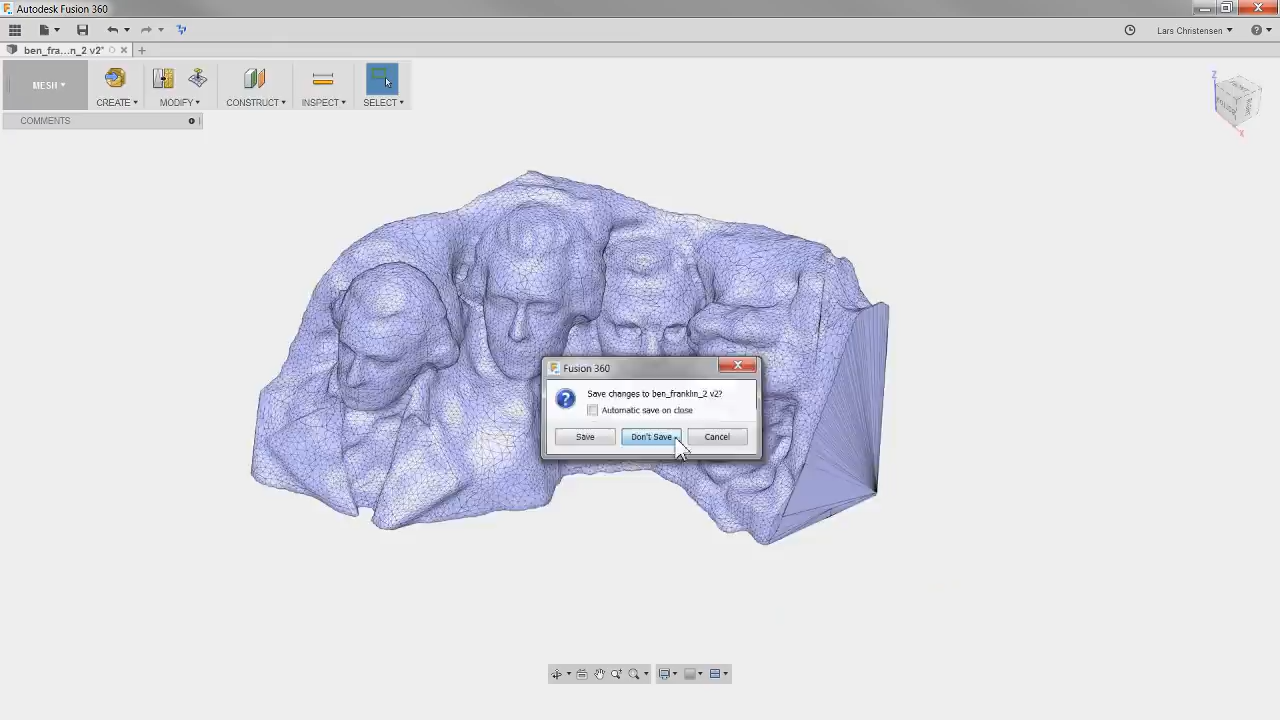 Autodesk Fusion 360
Lars Christensen
ben_fra...n_2 v2*
MESH
CREATE
MODIFY
CONSTRUCT
INSPECT
SELECT
COMMENTS
Z
X
Fusion 360
Save changes to ben_franklin_2 v2?
Automatic save on close
Save
Don't Save
Cancel